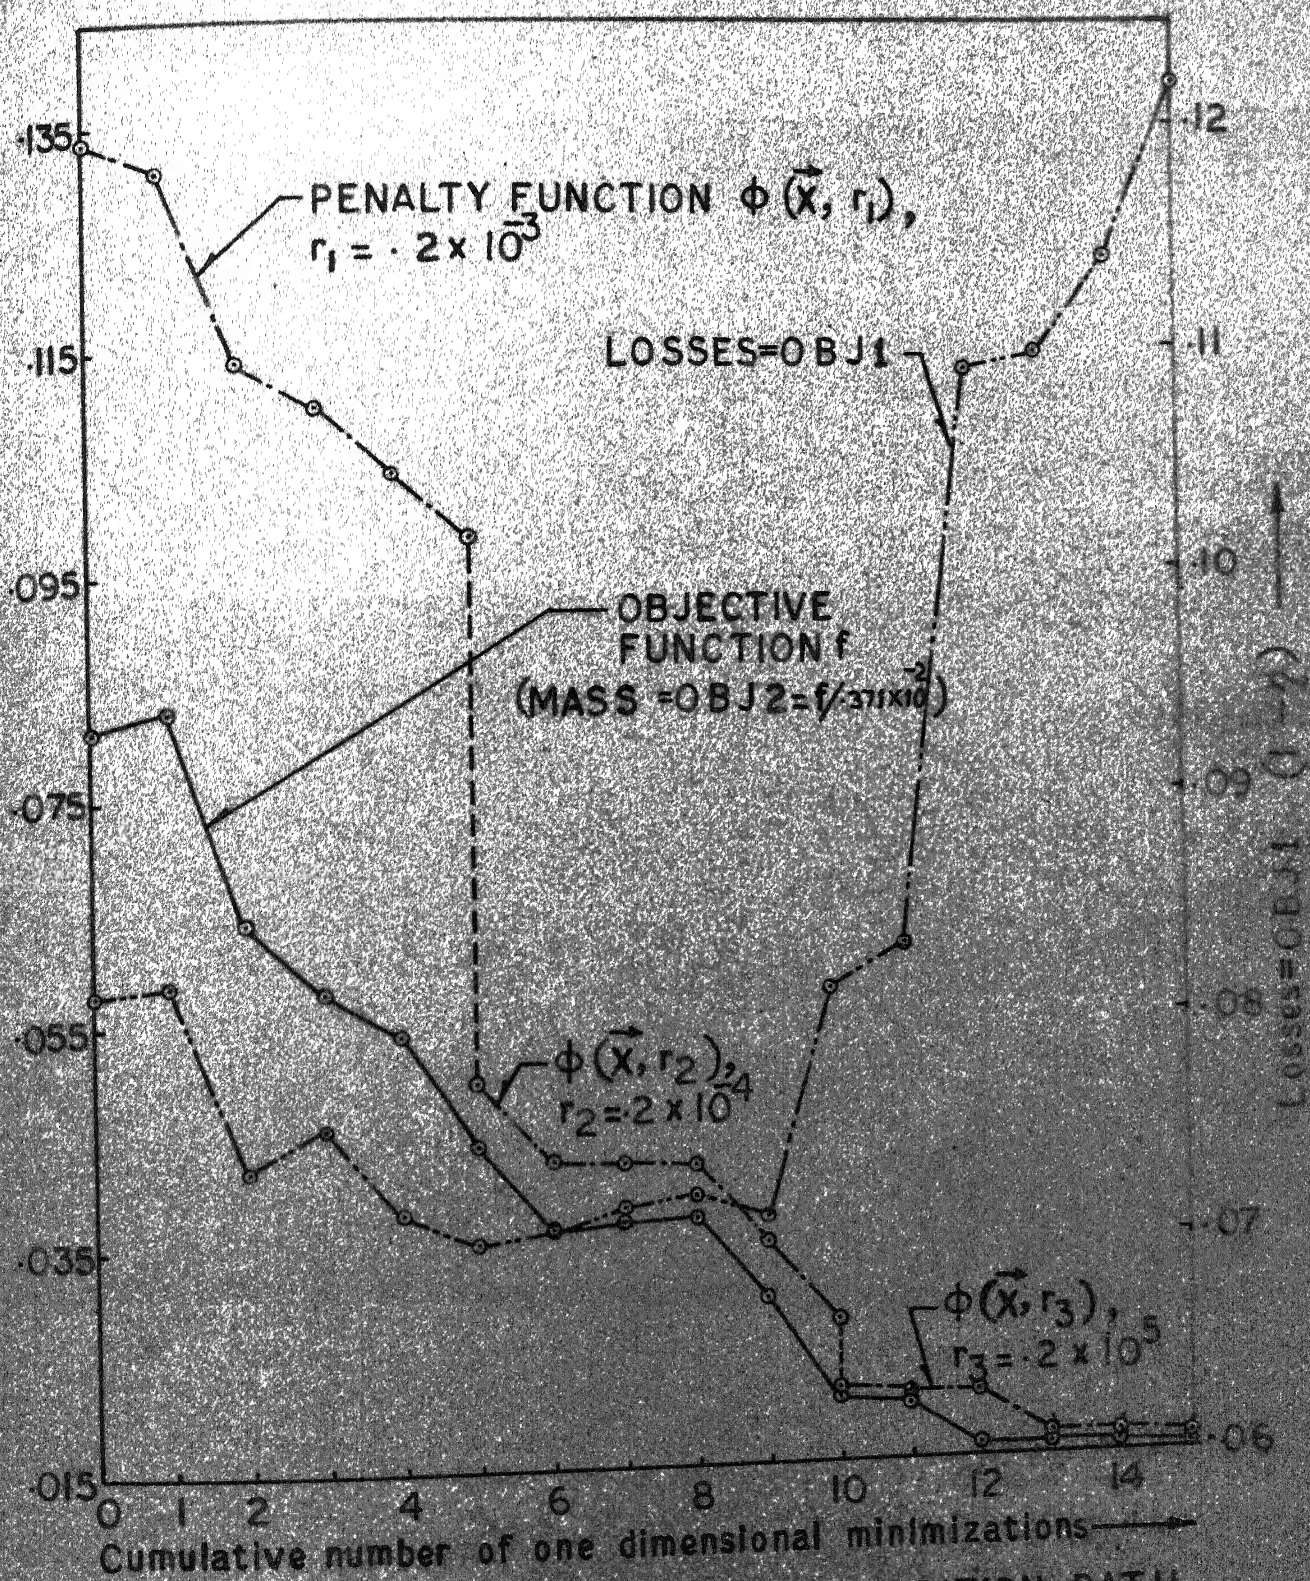 .135
.115
.095
.075
.055
.035
.015
PENALTY FUNCTION ϕ(x⃗, r₁),
r₁ = .2 x 10⁻³
LOSSES=OBJ1
OBJECTIVE
FUNCTION f
(MASS =OBJ2=f/.371x10⁻²)
ϕ(x⃗, r₂),
r₂=.2 x 10⁻⁴
ϕ(x⃗, r₃),
r₃=.2 x 10⁵
.12
.11
.10
.09
.08
.07
.06
Losses=OBJ1 (1-η)
0 1 2 4 6 8 10 12 14
Cumulative number of one dimensional minimizations